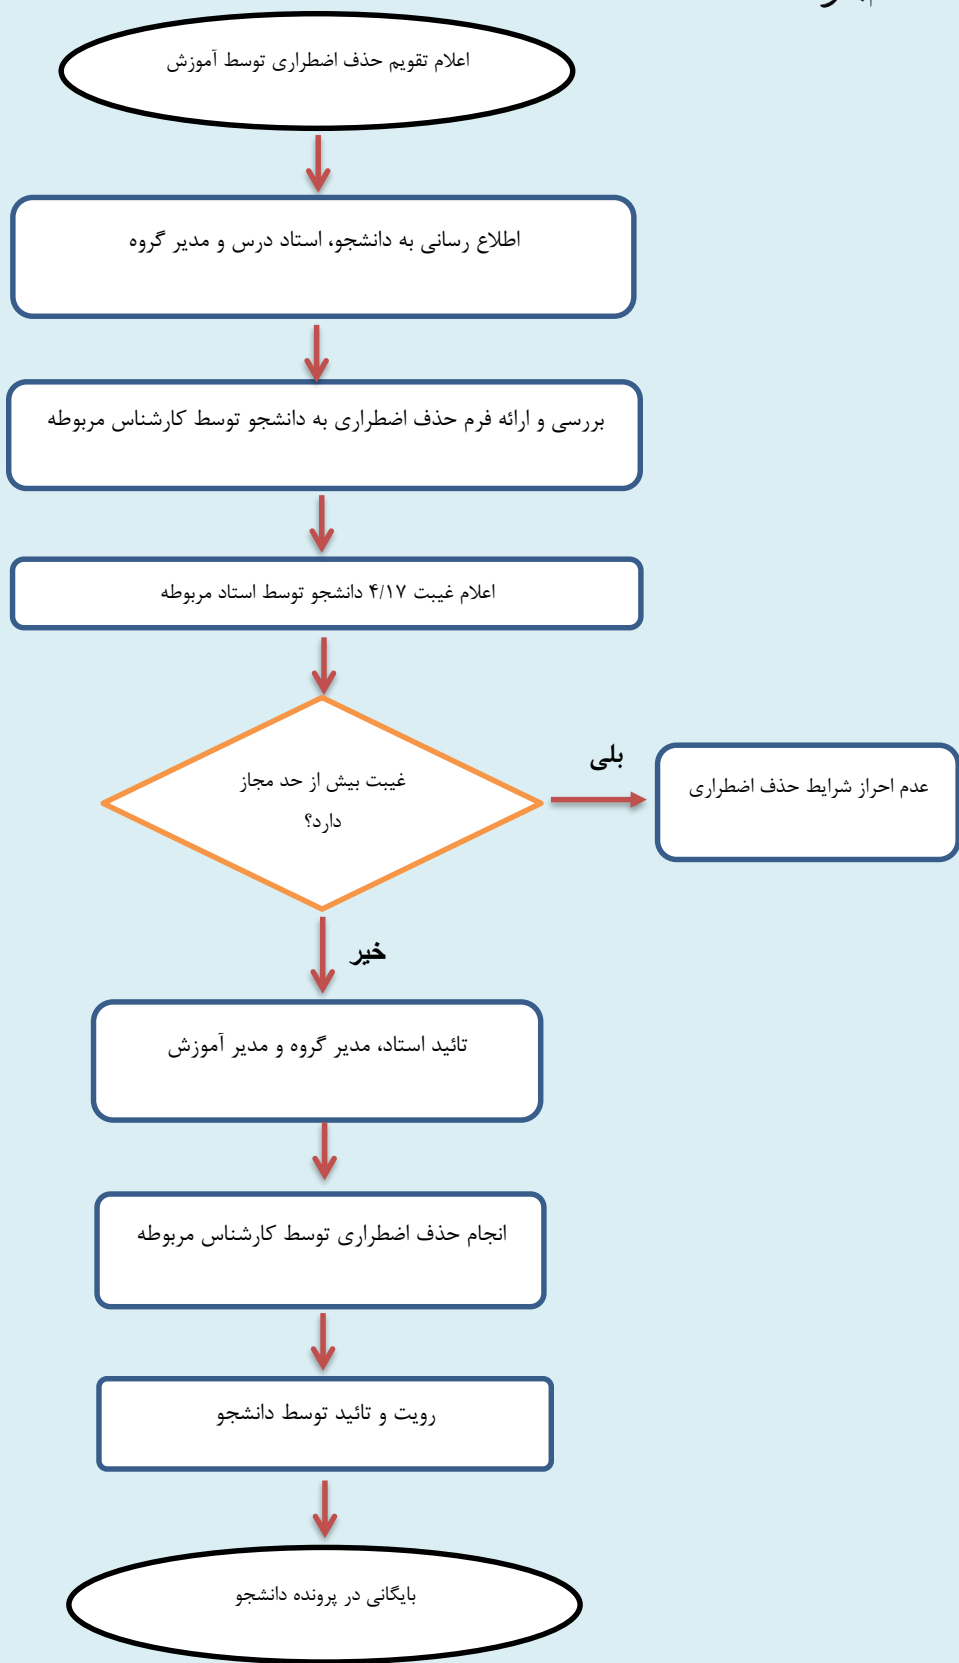 اعلام تقویم حذف اضطراری توسط آموزش
اطلاع رسانی به دانشجو، استاد درس و مدیر گروه
بررسی و ارائه فرم حذف اضطراری به دانشجو توسط کارشناس مربوطه
اعلام غیبت ۴/۱۷ دانشجو توسط استاد مربوطه
غیبت بیش از حد مجاز
دارد؟
بلی
عدم احراز شرایط حذف اضطراری
خیر
تائید استاد، مدیر گروه و مدیر آموزش
انجام حذف اضطراری توسط کارشناس مربوطه
رویت و تائید توسط دانشجو
بایگانی در پرونده دانشجو